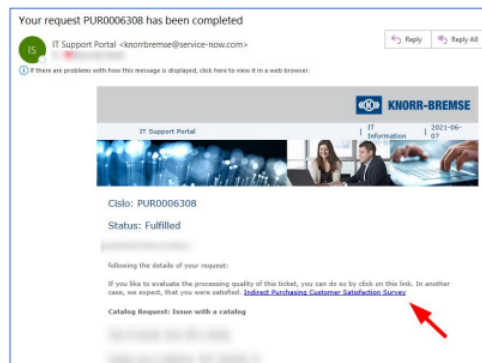 Your request PUR0006308 has been completed
IS
IT Support Portal <knorrbremse@service-now.com>
Reply
Reply All
If there are problems with how this message is displayed, click here to view it in a web browser.
KNORR-BREMSE
IT Support Portal | IT Information | 2021-06-07
Cislo: PUR0006308
Status: Fulfilled
following the details of your request:
If you like to evaluate the processing quality of this ticket, you can do so by click on this link. In another
case, we expect, that you were satisfied. Indirect Purchasing Customer Satisfaction Survey
Catalog Request: Issue with a catalog